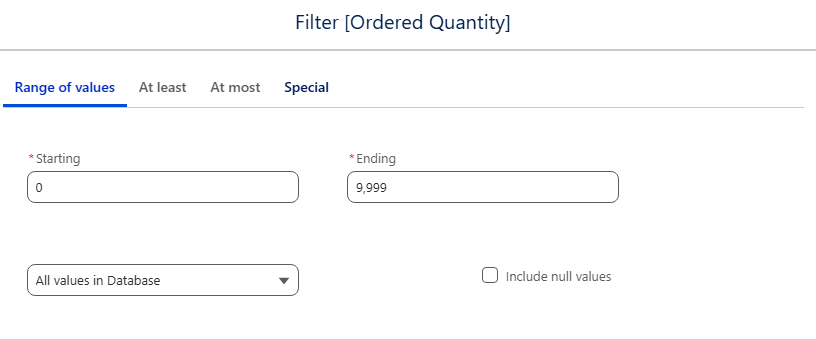 Filter [Ordered Quantity]
Range of values At least At most Special
*Starting *Ending
0 9,999
All values in Database Include null values